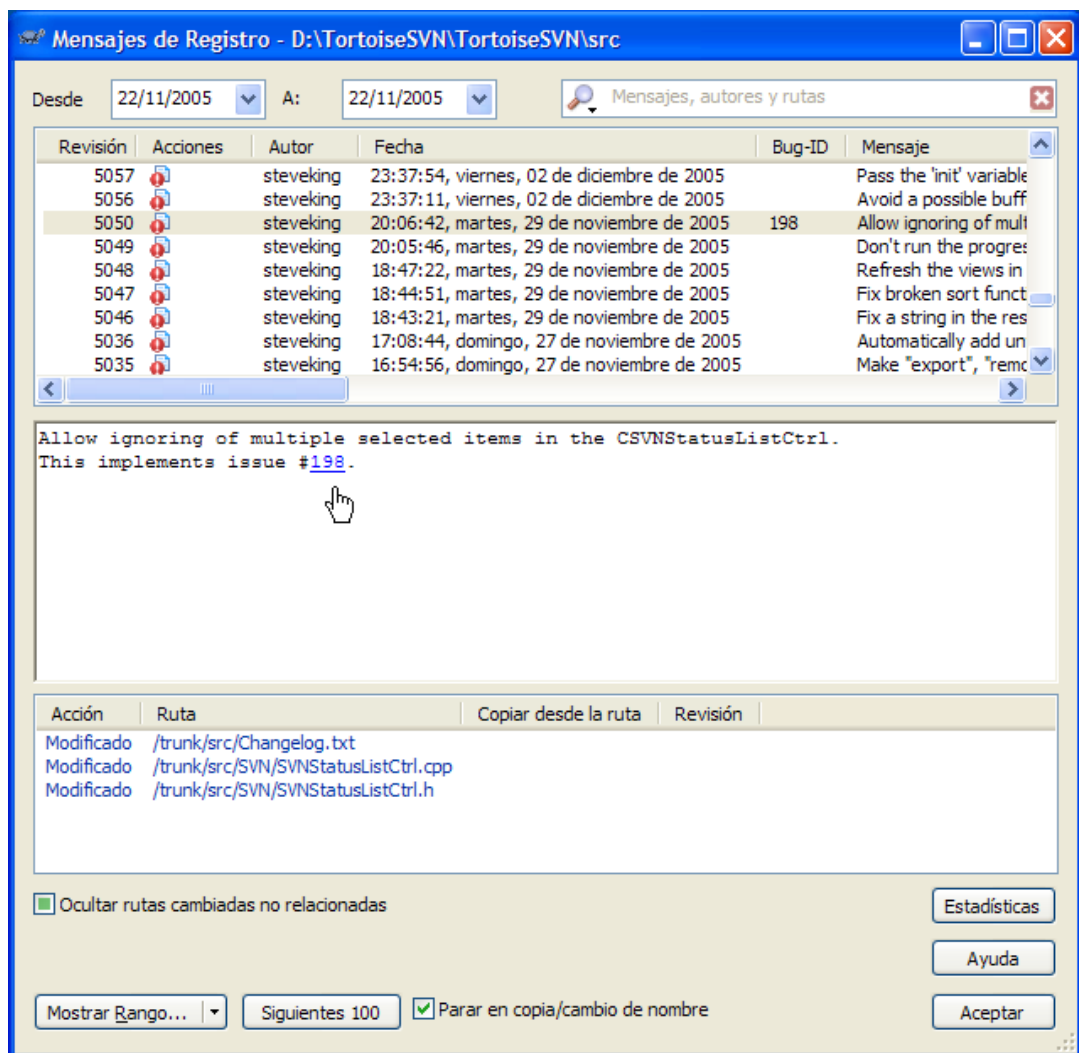 Mensajes de Registro - D:\TortoiseSVN\TortoiseSVN\src
Desde 22/11/2005 A: 22/11/2005 Mensajes, autores y rutas
Revisión Acciones Autor Fecha Bug-ID Mensaje
5057 steveking 23:37:54, viernes, 02 de diciembre de 2005 Pass the 'init' variable
5056 steveking 23:37:11, viernes, 02 de diciembre de 2005 Avoid a possible buff
5050 steveking 20:06:42, martes, 29 de noviembre de 2005 198 Allow ignoring of mult
5049 steveking 20:05:46, martes, 29 de noviembre de 2005 Don't run the progres
5048 steveking 18:47:22, martes, 29 de noviembre de 2005 Refresh the views in
5047 steveking 18:44:51, martes, 29 de noviembre de 2005 Fix broken sort funct
5046 steveking 18:43:21, martes, 29 de noviembre de 2005 Fix a string in the res
5036 steveking 17:08:44, domingo, 27 de noviembre de 2005 Automatically add un
5035 steveking 16:54:56, domingo, 27 de noviembre de 2005 Make "export", "remo
Allow ignoring of multiple selected items in the CSVNStatusListCtrl.
This implements issue #198.
Acción Ruta Copiar desde la ruta Revisión
Modificado /trunk/src/Changelog.txt
Modificado /trunk/src/SVN/SVNStatusListCtrl.cpp
Modificado /trunk/src/SVN/SVNStatusListCtrl.h
Ocultar rutas cambiadas no relacionadas Estadísticas
Ayuda
Mostrar Rango... Siguientes 100 Parar en copia/cambio de nombre Aceptar